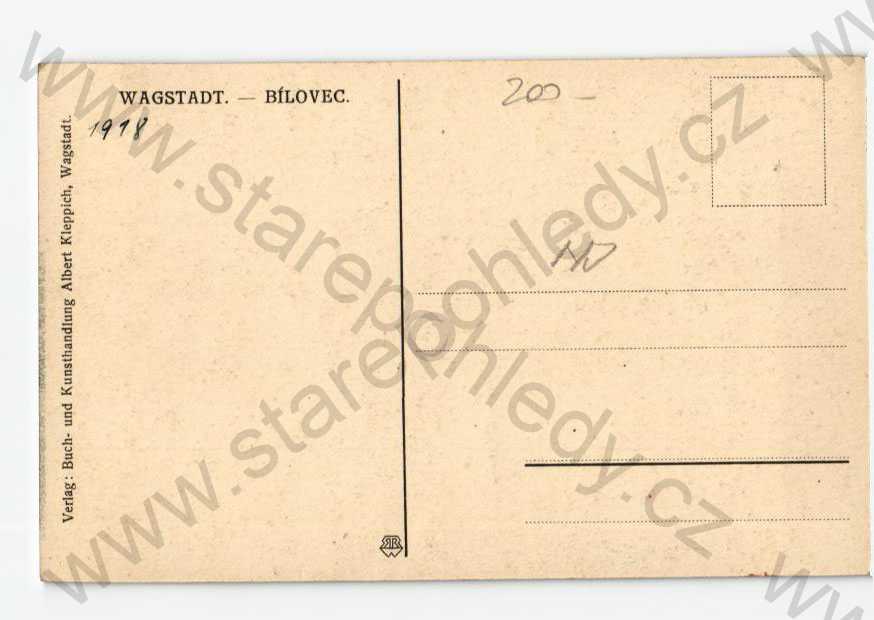 WAGSTADT. — BÍLOVEC.
1918
200 —
Verlag: Buch- und Kunsthandlung Albert Kleppich, Wagstadt.
www.starepohledy.cz
www.starepohledy.cz